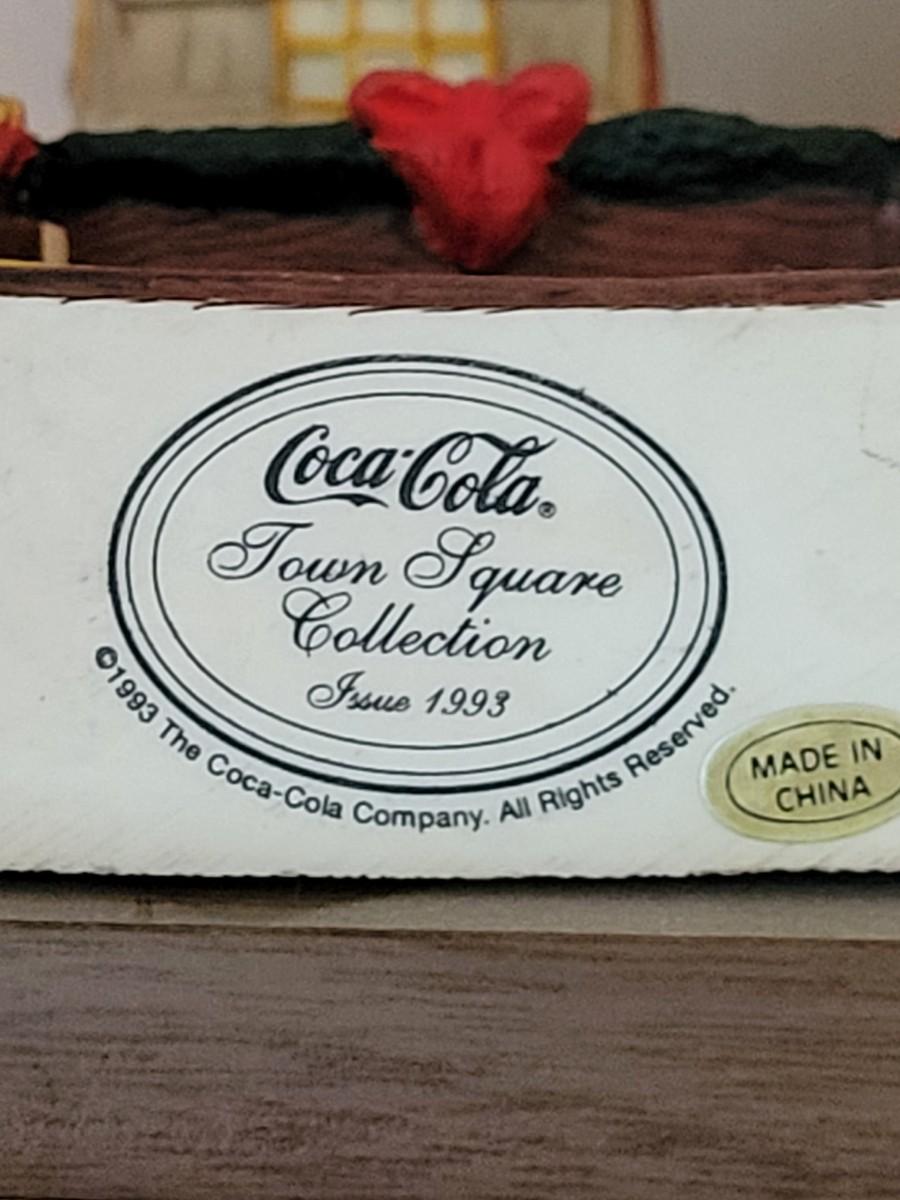 Coca-Cola®
Town Square
Collection
Issue 1993
©1993 The Coca-Cola Company. All Rights Reserved.
MADE IN
CHINA